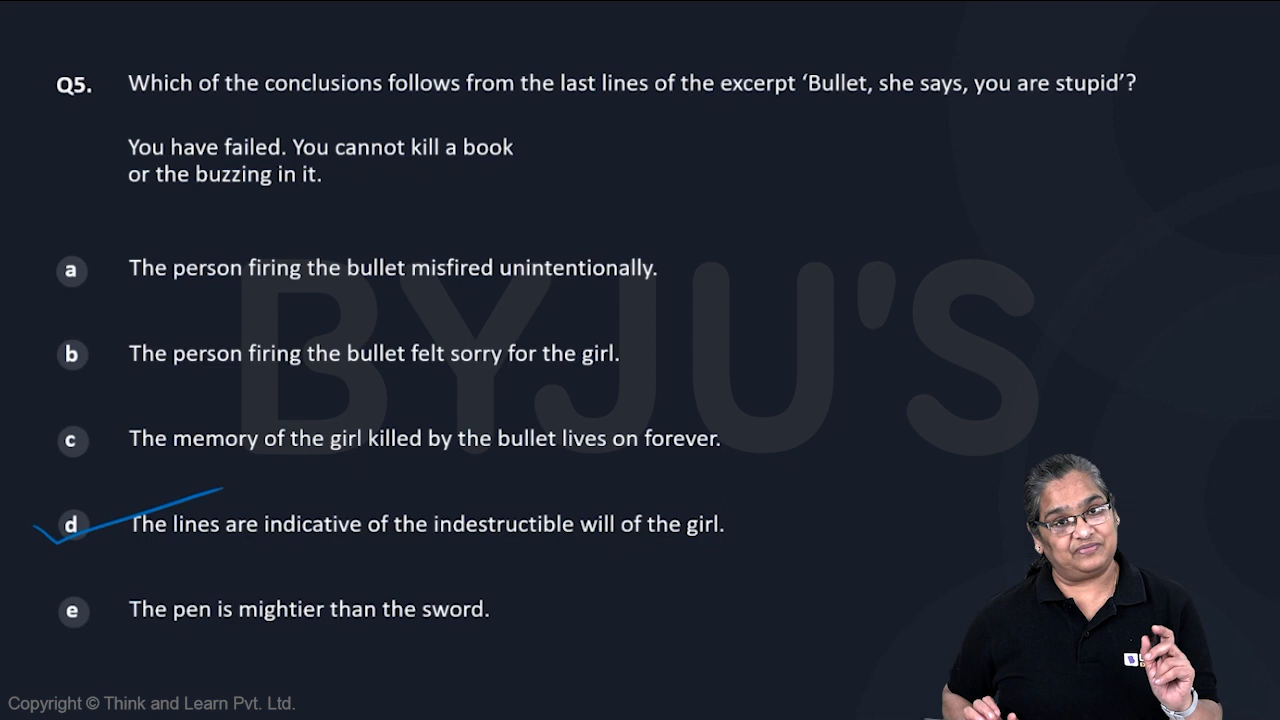 Q5. Which of the conclusions follows from the last lines of the excerpt ‘Bullet, she says, you are stupid’?
You have failed. You cannot kill a book
or the buzzing in it.
a The person firing the bullet misfired unintentionally.
b The person firing the bullet felt sorry for the girl.
c The memory of the girl killed by the bullet lives on forever.
d The lines are indicative of the indestructible will of the girl.
e The pen is mightier than the sword.
BYJU'S
Copyright © Think and Learn Pvt. Ltd.